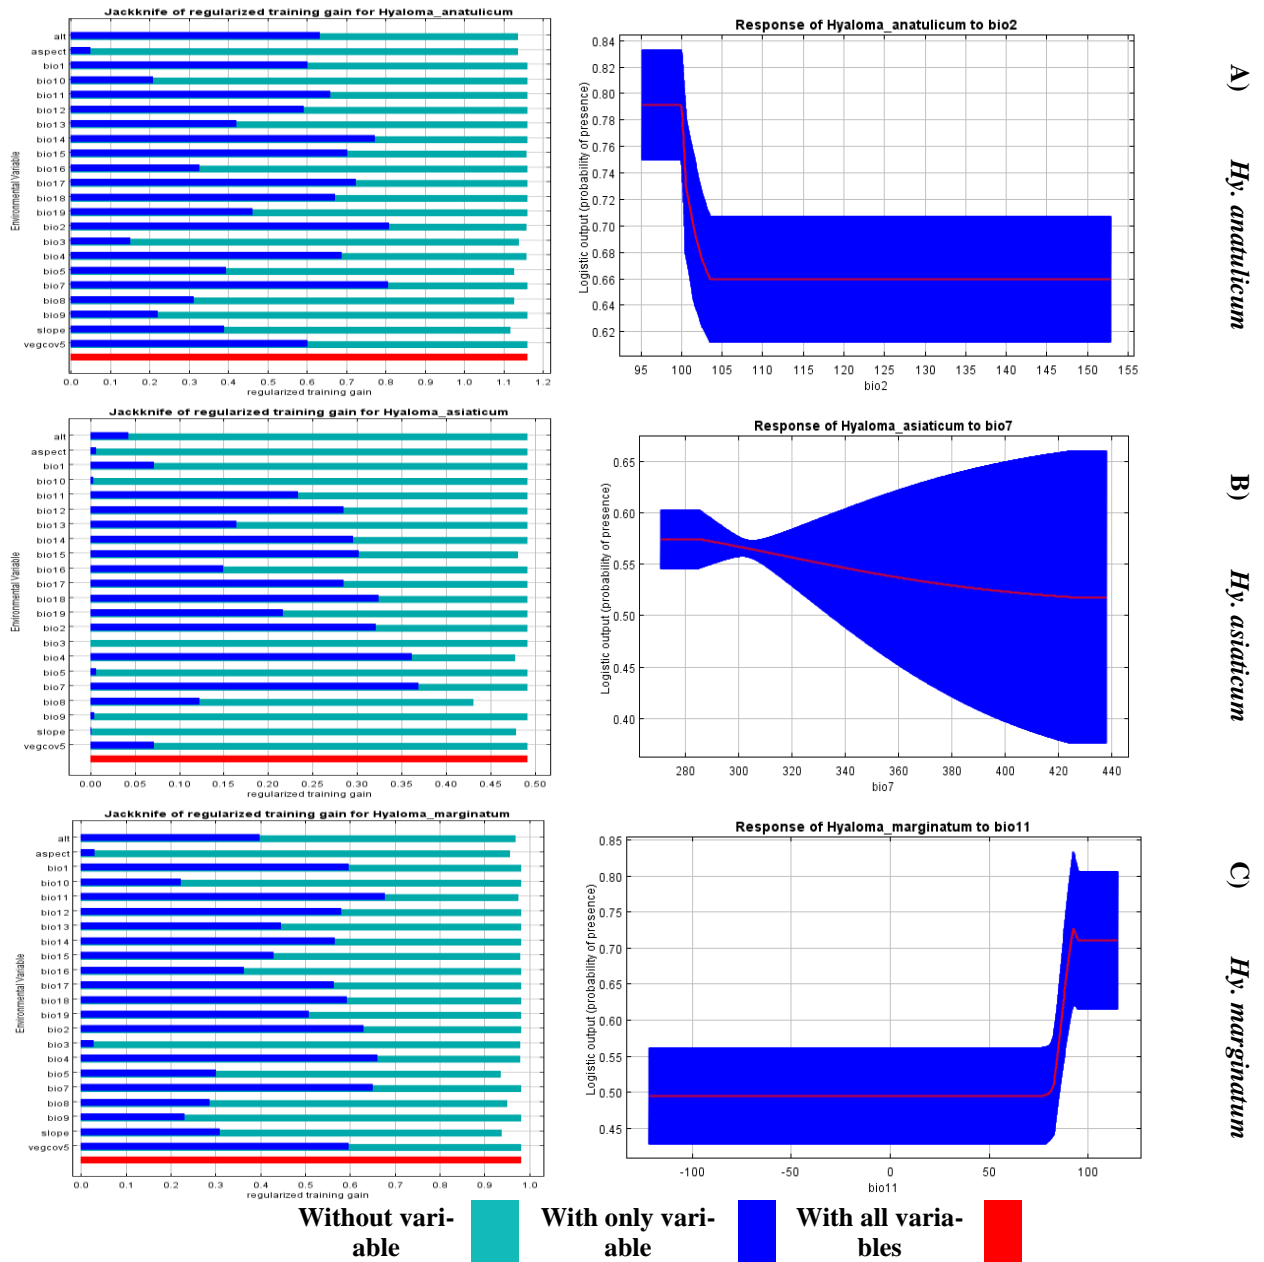 Jackknife of regularized training gain for Hyaloma_anatulicum
Environmental Variable
alt
aspect
bio1
bio10
bio11
bio12
bio13
bio14
bio15
bio16
bio17
bio18
bio19
bio2
bio3
bio4
bio5
bio7
bio8
bio9
slope
vegcov5
0.0 0.1 0.2 0.3 0.4 0.5 0.6 0.7 0.8 0.9 1.0 1.1 1.2
regularized training gain
Response of Hyaloma_anatulicum to bio2
Logistic output (probability of presence)
0.84
0.82
0.80
0.78
0.76
0.74
0.72
0.70
0.68
0.66
0.64
0.62
95 100 105 110 115 120 125 130 135 140 145 150 155
bio2
A) Hy. anatulicum
Jackknife of regularized training gain for Hyaloma_asiaticum
Environmental Variable
alt
aspect
bio1
bio10
bio11
bio12
bio13
bio14
bio15
bio16
bio17
bio18
bio19
bio2
bio3
bio4
bio5
bio7
bio8
bio9
slope
vegcov5
0.00 0.05 0.10 0.15 0.20 0.25 0.30 0.35 0.40 0.45 0.50
regularized training gain
Response of Hyaloma_asiaticum to bio7
Logistic output (probability of presence)
0.65
0.60
0.55
0.50
0.45
0.40
280 300 320 340 360 380 400 420 440
bio7
B) Hy. asiaticum
Jackknife of regularized training gain for Hyaloma_marginatum
Environmental Variable
alt
aspect
bio1
bio10
bio11
bio12
bio13
bio14
bio15
bio16
bio17
bio18
bio19
bio2
bio3
bio4
bio5
bio7
bio8
bio9
slope
vegcov5
0.0 0.1 0.2 0.3 0.4 0.5 0.6 0.7 0.8 0.9 1.0
regularized training gain
Response of Hyaloma_marginatum to bio11
Logistic output (probability of presence)
0.85
0.80
0.75
0.70
0.65
0.60
0.55
0.50
0.45
-100 -50 0 50 100
bio11
C) Hy. marginatum
Without vari-
able
With only vari-
able
With all varia-
bles